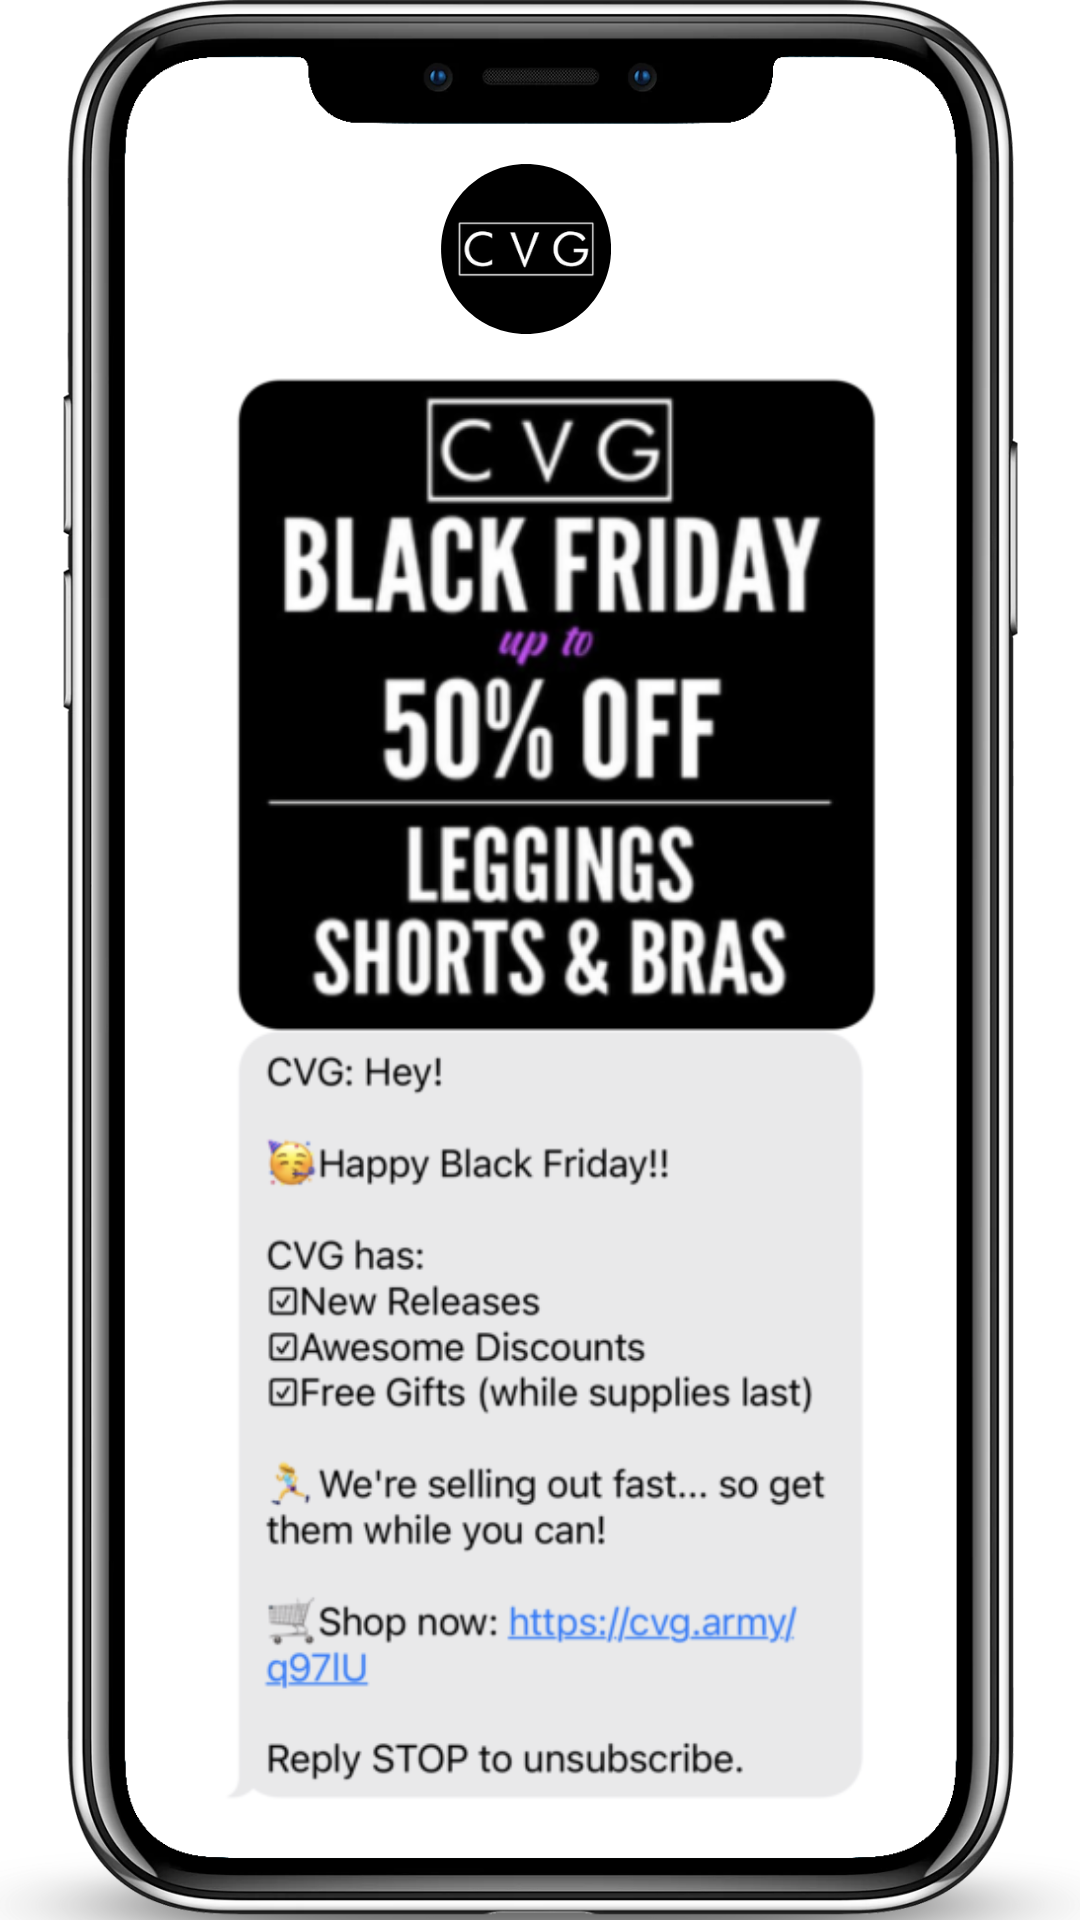 CVG
CVG
BLACK FRIDAY
up to
50% OFF
LEGGINGS
SHORTS & BRAS
CVG: Hey!
🥳Happy Black Friday!!
CVG has:
☑New Releases
☑Awesome Discounts
☑Free Gifts (while supplies last)
🏃‍♀️ We're selling out fast... so get
them while you can!
🛒Shop now: https://cvg.army/
q97lU
Reply STOP to unsubscribe.